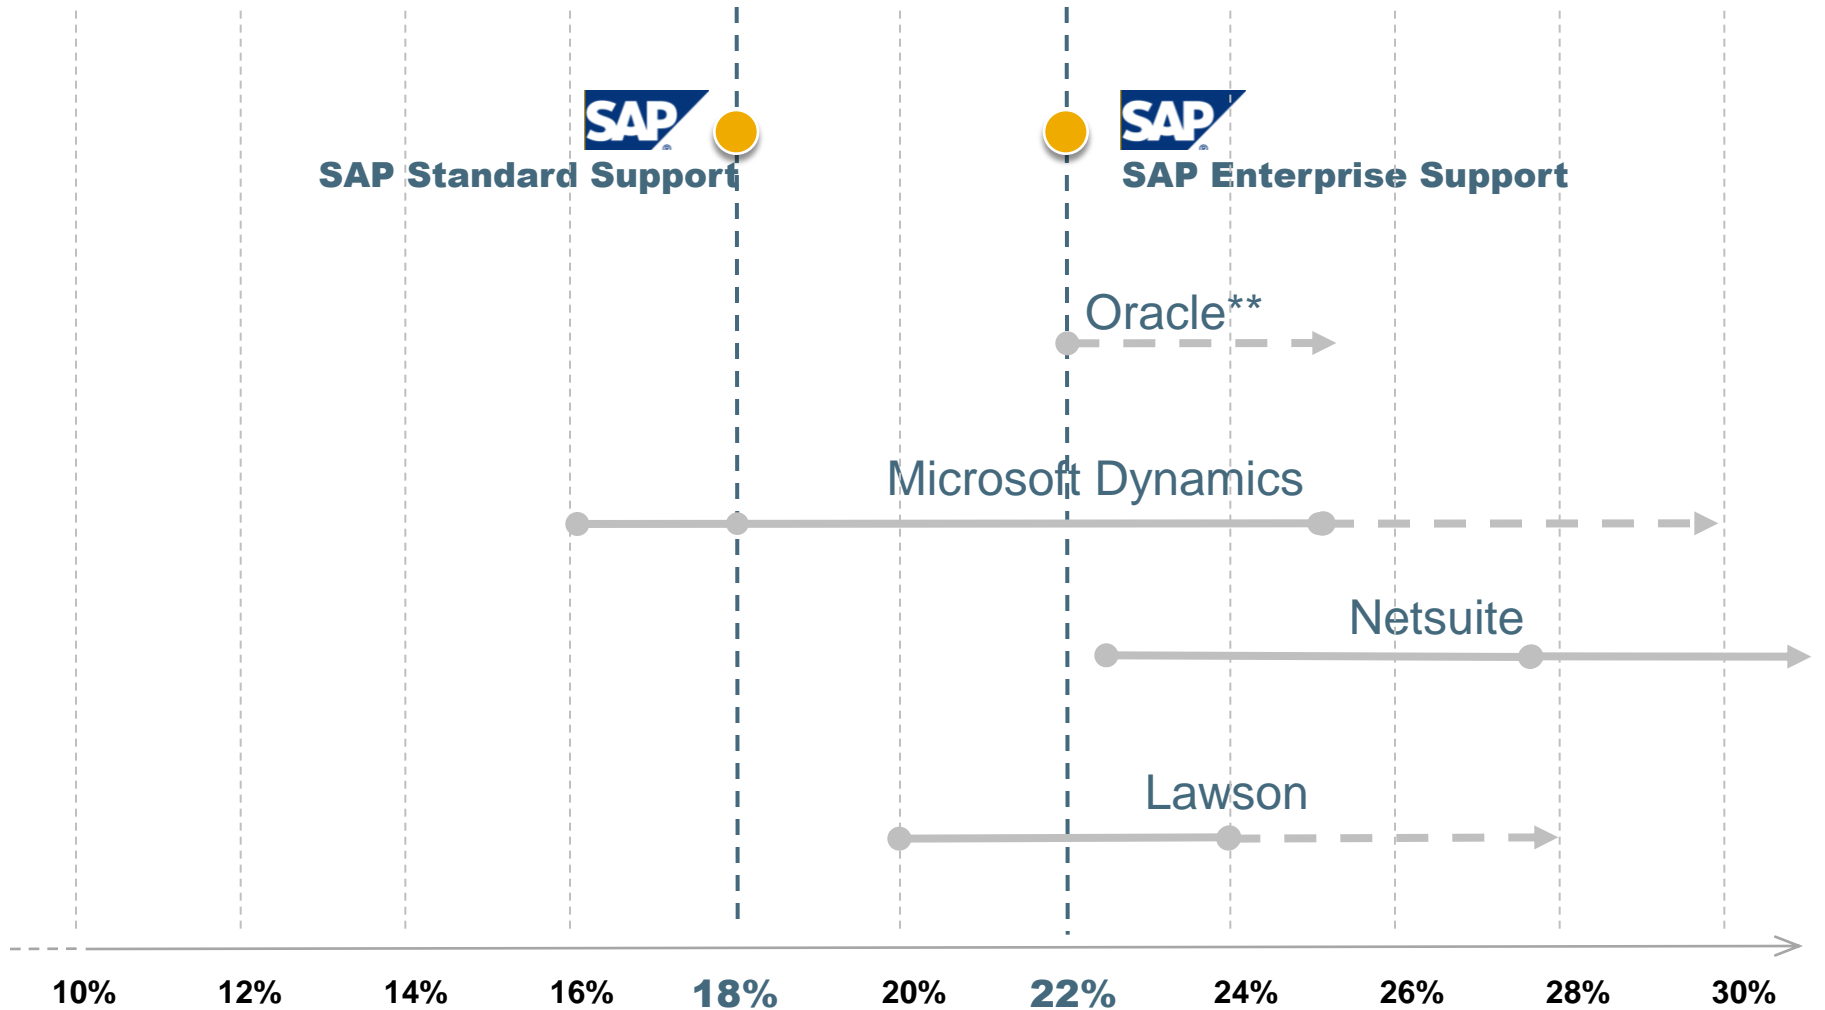 SAP SAP
SAP Standard Support SAP Enterprise Support
Oracle**
Microsoft Dynamics
Netsuite
Lawson
10% 12% 14% 16% 18% 20% 22% 24% 26% 28% 30%